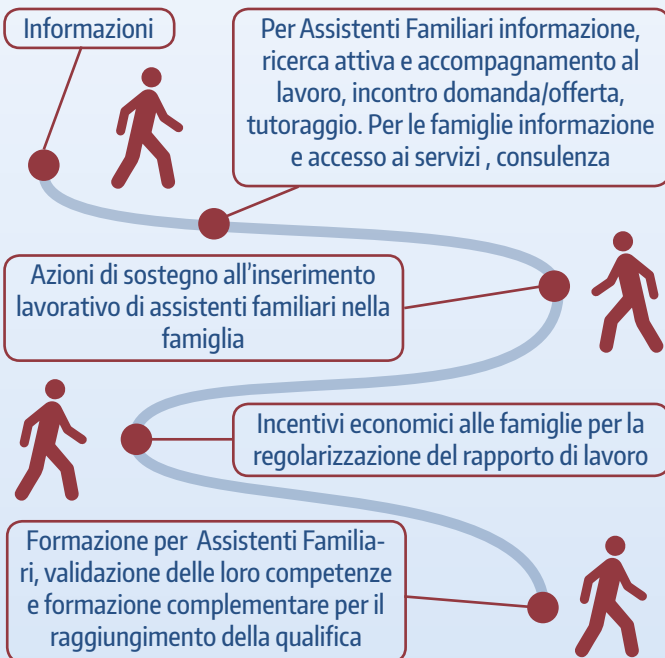 Informazioni
Per Assistenti Familiari informazione,
ricerca attiva e accompagnamento al
lavoro, incontro domanda/offerta,
tutoraggio. Per le famiglie informazione
e accesso ai servizi , consulenza
Azioni di sostegno all'inserimento
lavorativo di assistenti familiari nella
famiglia
Incentivi economici alle famiglie per la
regolarizzazione del rapporto di lavoro
Formazione per Assistenti Familia-
ri, validazione delle loro competenze
e formazione complementare per il
raggiungimento della qualifica